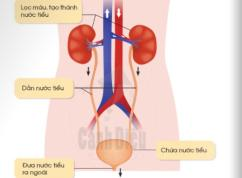 Lọc máu, tạo thành
nước tiểu
Dẫn nước tiểu
Chứa nước tiểu
Đưa nước tiểu
ra ngoài
Cánh Diều